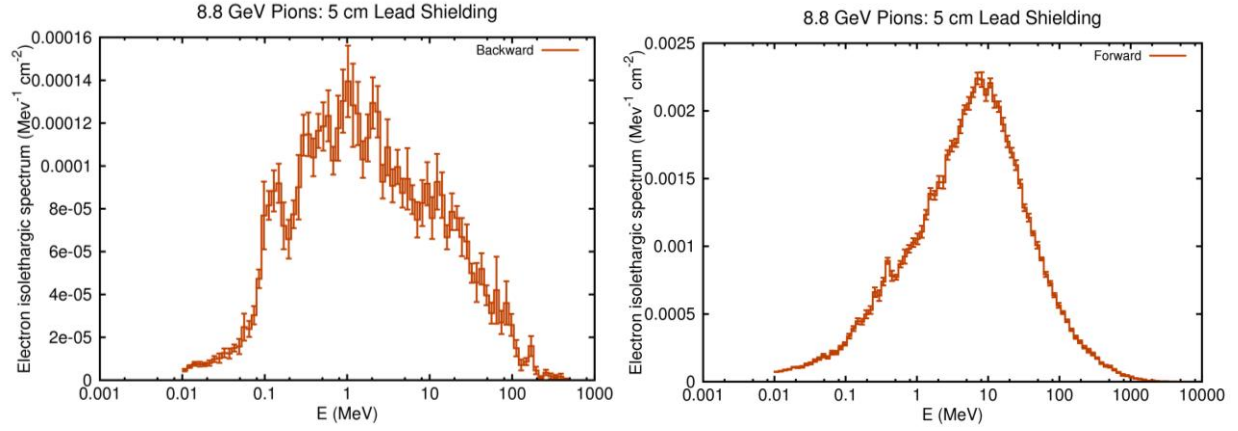 8.8 GeV Pions: 5 cm Lead Shielding
Electron isolethargic spectrum (Mev⁻¹ cm⁻²)
0.00016
0.00014
0.00012
0.0001
8e-05
6e-05
4e-05
2e-05
0
Backward
0.001 0.01 0.1 1 10 100 1000
E (MeV)
8.8 GeV Pions: 5 cm Lead Shielding
Electron isolethargic spectrum (Mev⁻¹ cm⁻²)
0.0025
0.002
0.0015
0.001
0.0005
0
Forward
0.001 0.01 0.1 1 10 100 1000 10000
E (MeV)